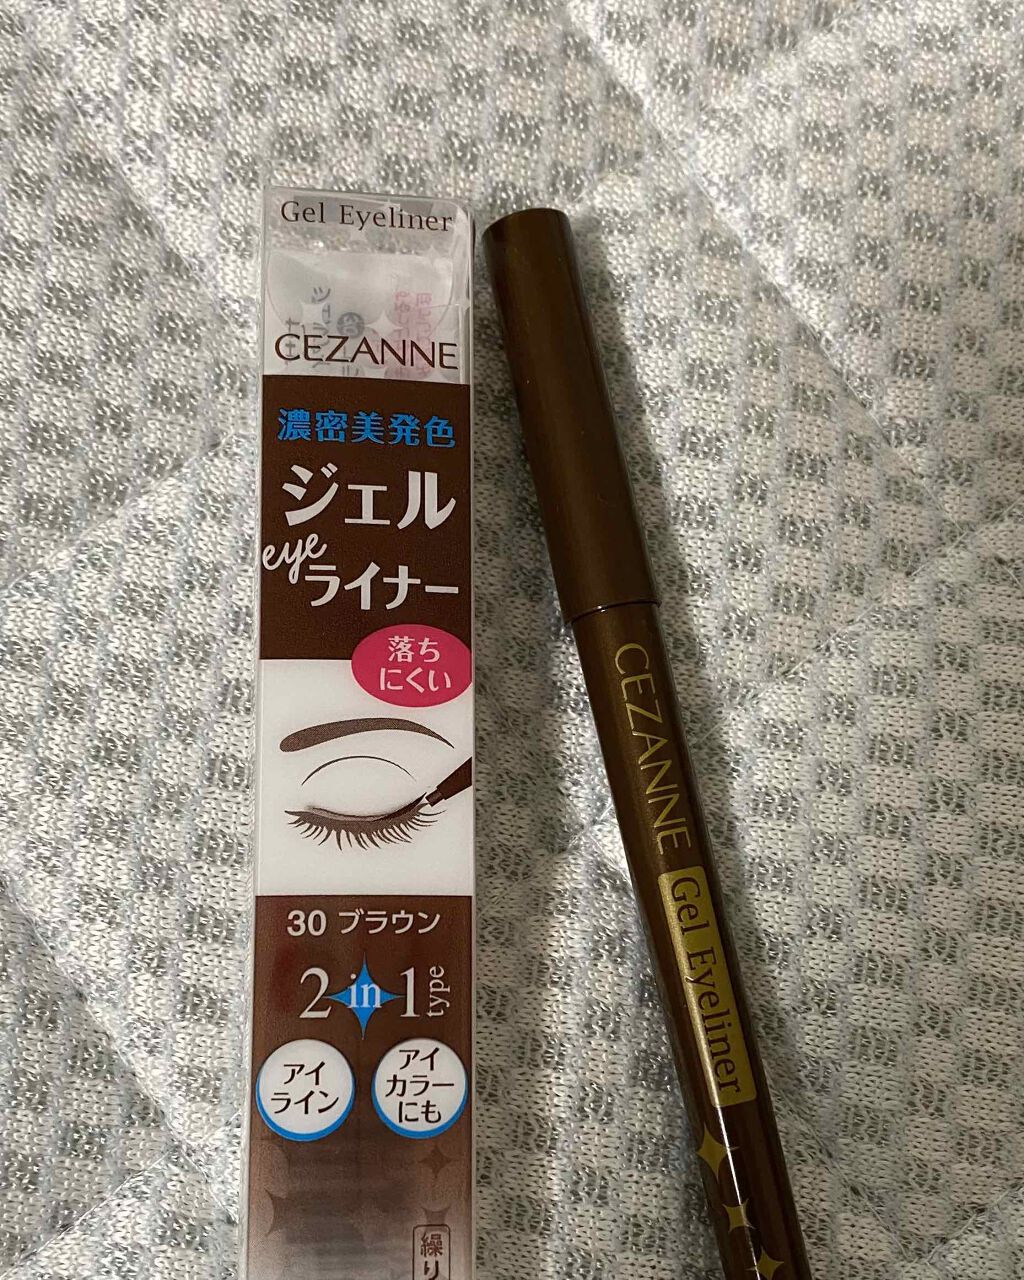 Gel Eyeliner
CEZANNE
濃密美発色
ジェル
eye
ライナー
落ち
にくい
30 ブラウン
2 in 1 type
アイ
ライン
アイ
カラー
にも
繰り
CEZANNE
Gel Eyeliner